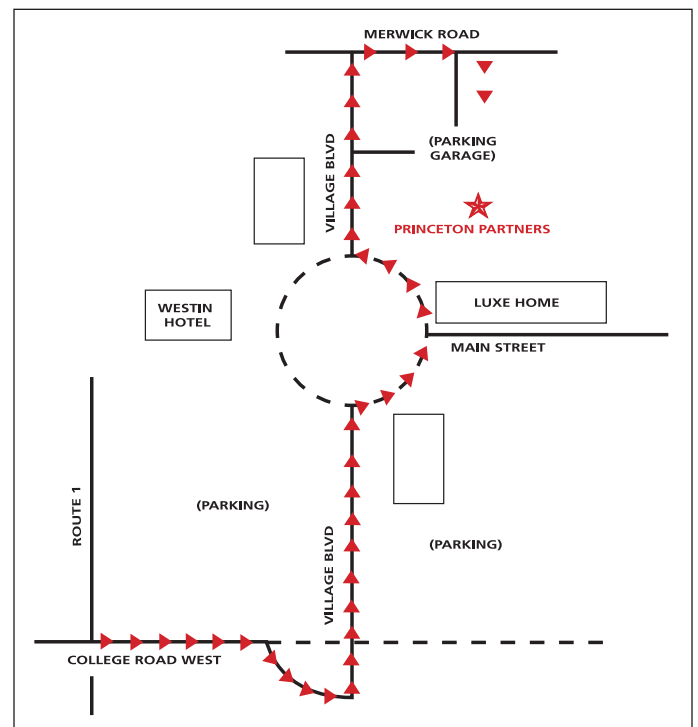 MERWICK ROAD
(PARKING
GARAGE)
VILLAGE BLVD
PRINCETON PARTNERS
WESTIN
HOTEL
LUXE HOME
MAIN STREET
ROUTE 1
(PARKING)
VILLAGE BLVD
(PARKING)
COLLEGE ROAD WEST